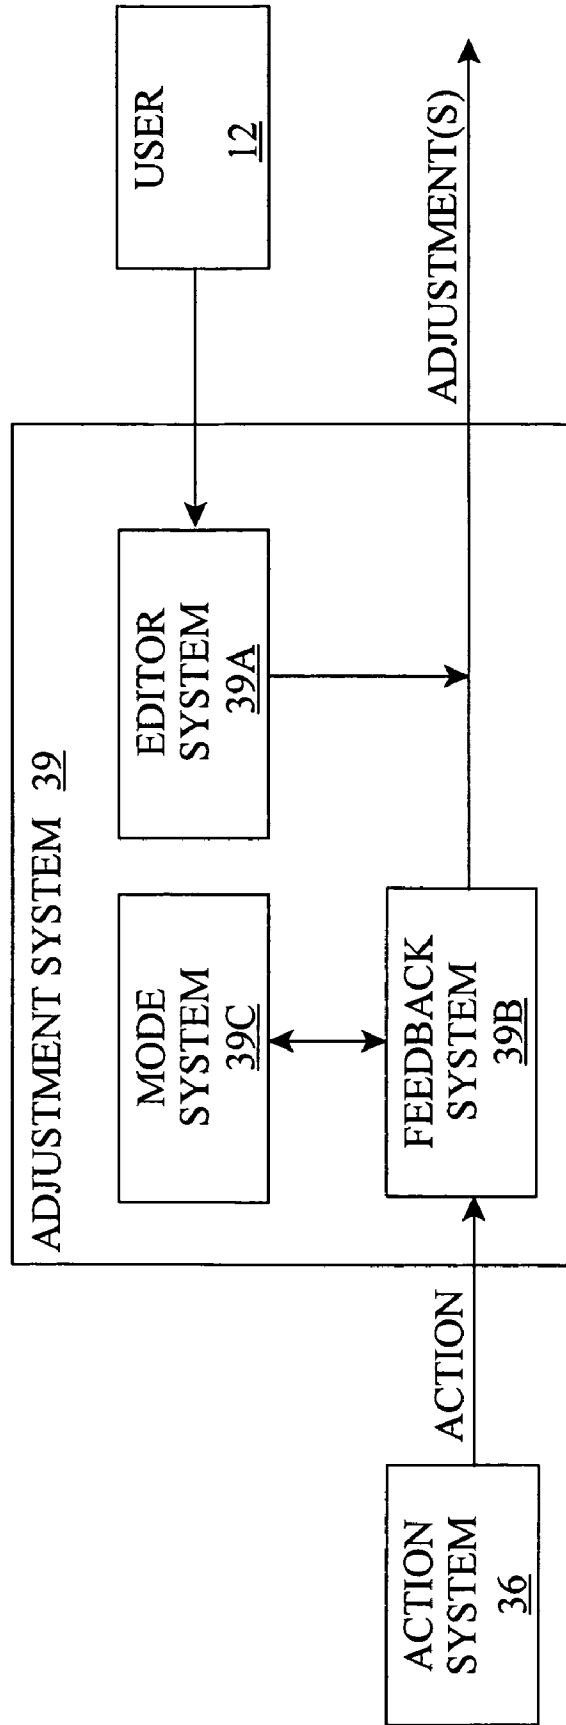 ADJUSTMENT SYSTEM 39
MODE
SYSTEM
39C
EDITOR
SYSTEM
39A
USER
12
ACTION
SYSTEM
36
ACTION
FEEDBACK
SYSTEM
39B
ADJUSTMENT(S)